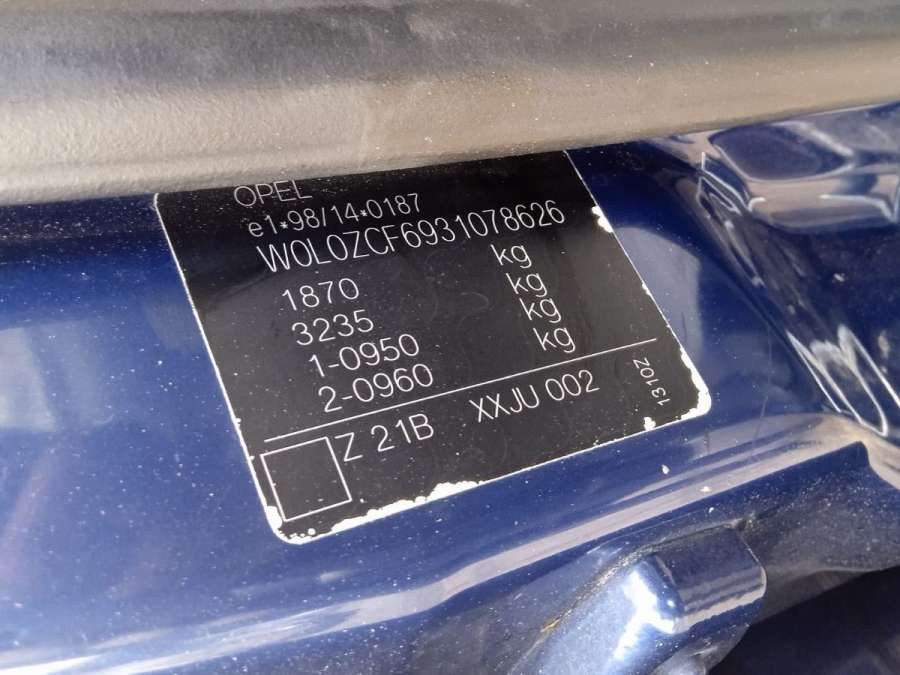 OPEL
e1*98/14*0187
W0L0ZCF6931078626
1870 kg
3235 kg
1-0950 kg
2-0960 kg
Z 21B XXJU 002
1310Z